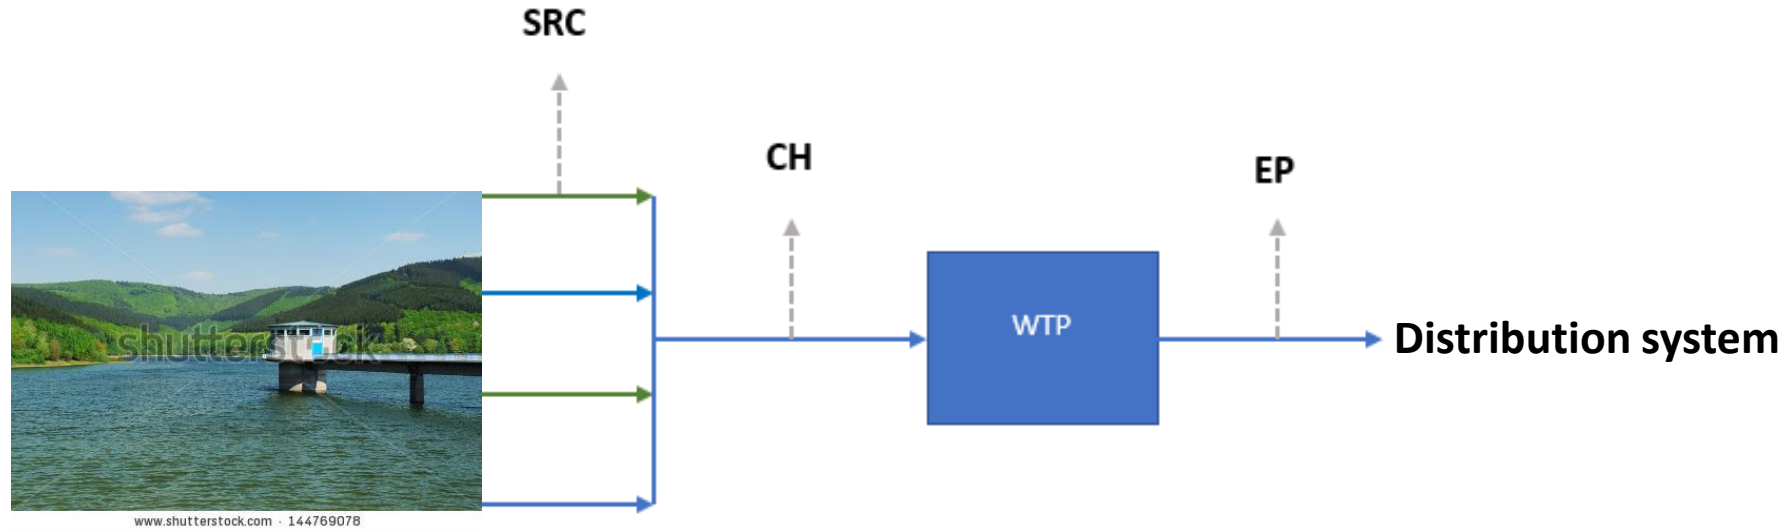 SRC
CH
EP
WTP
Distribution system
shutterstock
www.shutterstock.com · 144769078